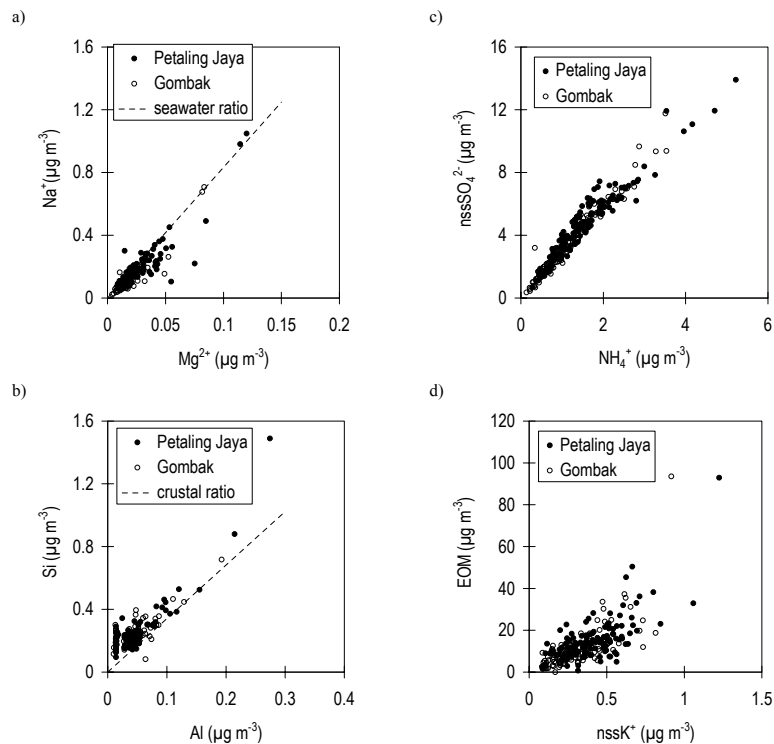 a)
1.6
1.2
0.8
0.4
0
Na⁺(µg m⁻³)
Petaling Jaya
Gombak
seawater ratio
0 0.05 0.1 0.15 0.2
Mg²⁺ (µg m⁻³)
b)
1.6
1.2
0.8
0.4
0
Si (µg m⁻³)
Petaling Jaya
Gombak
crustal ratio
0 0.1 0.2 0.3 0.4
Al (µg m⁻³)
c)
16
12
8
4
0
nssSO₄²⁻ (µg m⁻³)
Petaling Jaya
Gombak
0 2 4 6
NH₄⁺ (µg m⁻³)
d)
120
100
80
60
40
20
0
EOM (µg m⁻³)
Petaling Jaya
Gombak
0 0.5 1 1.5
nssK⁺ (µg m⁻³)